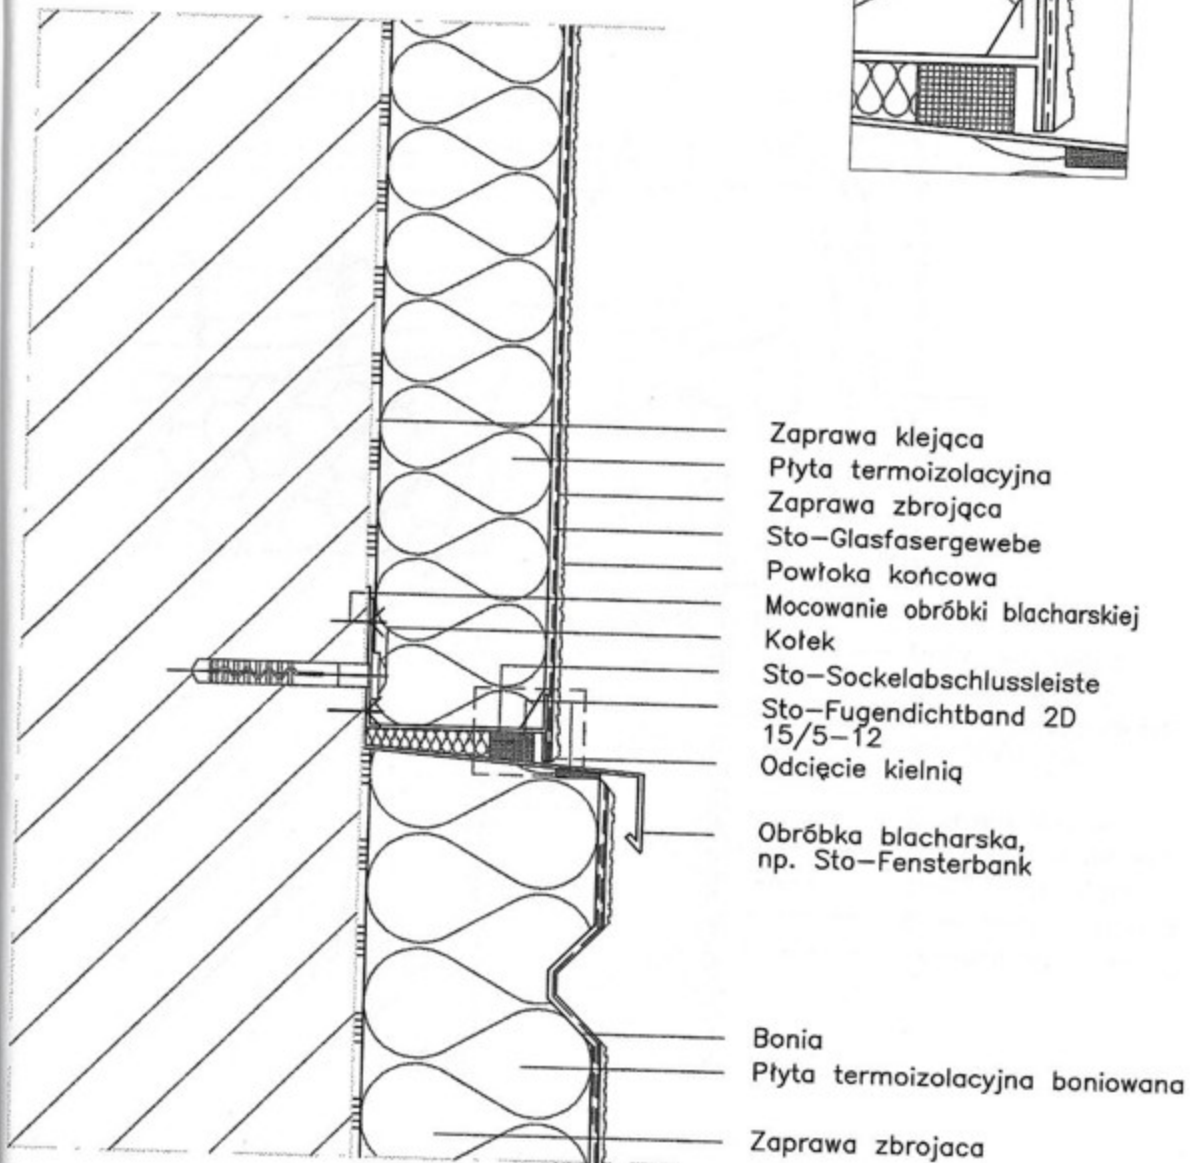 Zaprawa klejąca
Płyta termoizolacyjna
Zaprawa zbrojąca
Sto-Glasfasergewebe
Powłoka końcowa
Mocowanie obróbki blacharskiej
Kołek
Sto-Sockelabschlussleiste
Sto-Fugendichtband 2D
15/5-12
Odcięcie kielnią
Obróbka blacharska,
np. Sto-Fensterbank
Bonia
Płyta termoizolacyjna boniowana
Zaprawa zbrojaca